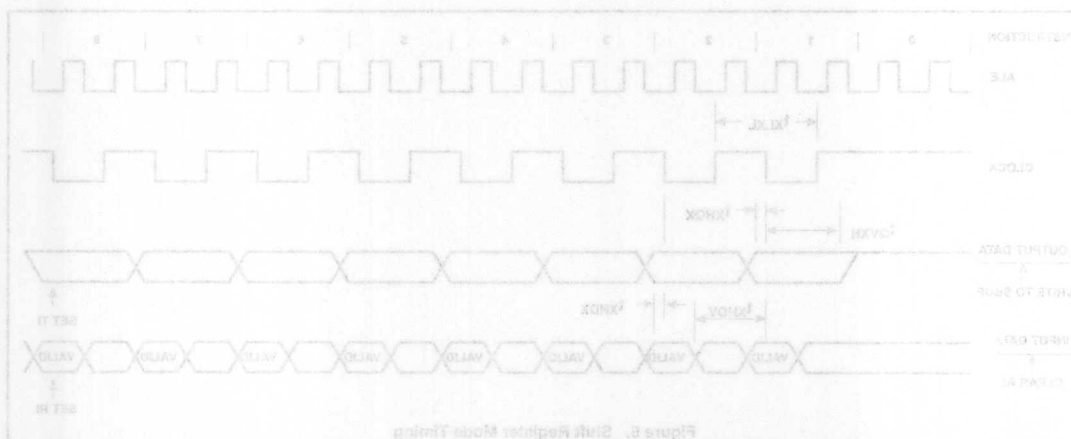 INSTRUCTION 0 1 2 3 4 5 6 7 8
ALE
tXLXL
CLOCK
tQVXH tXHQX
OUTPUT DATA
WRITE TO SBUF
tXHDV tXHDX
SET TI
INPUT DATA VALID VALID VALID VALID VALID VALID VALID VALID
CLEAR RI
SET RI
Figure 5. Shift Register Mode Timing